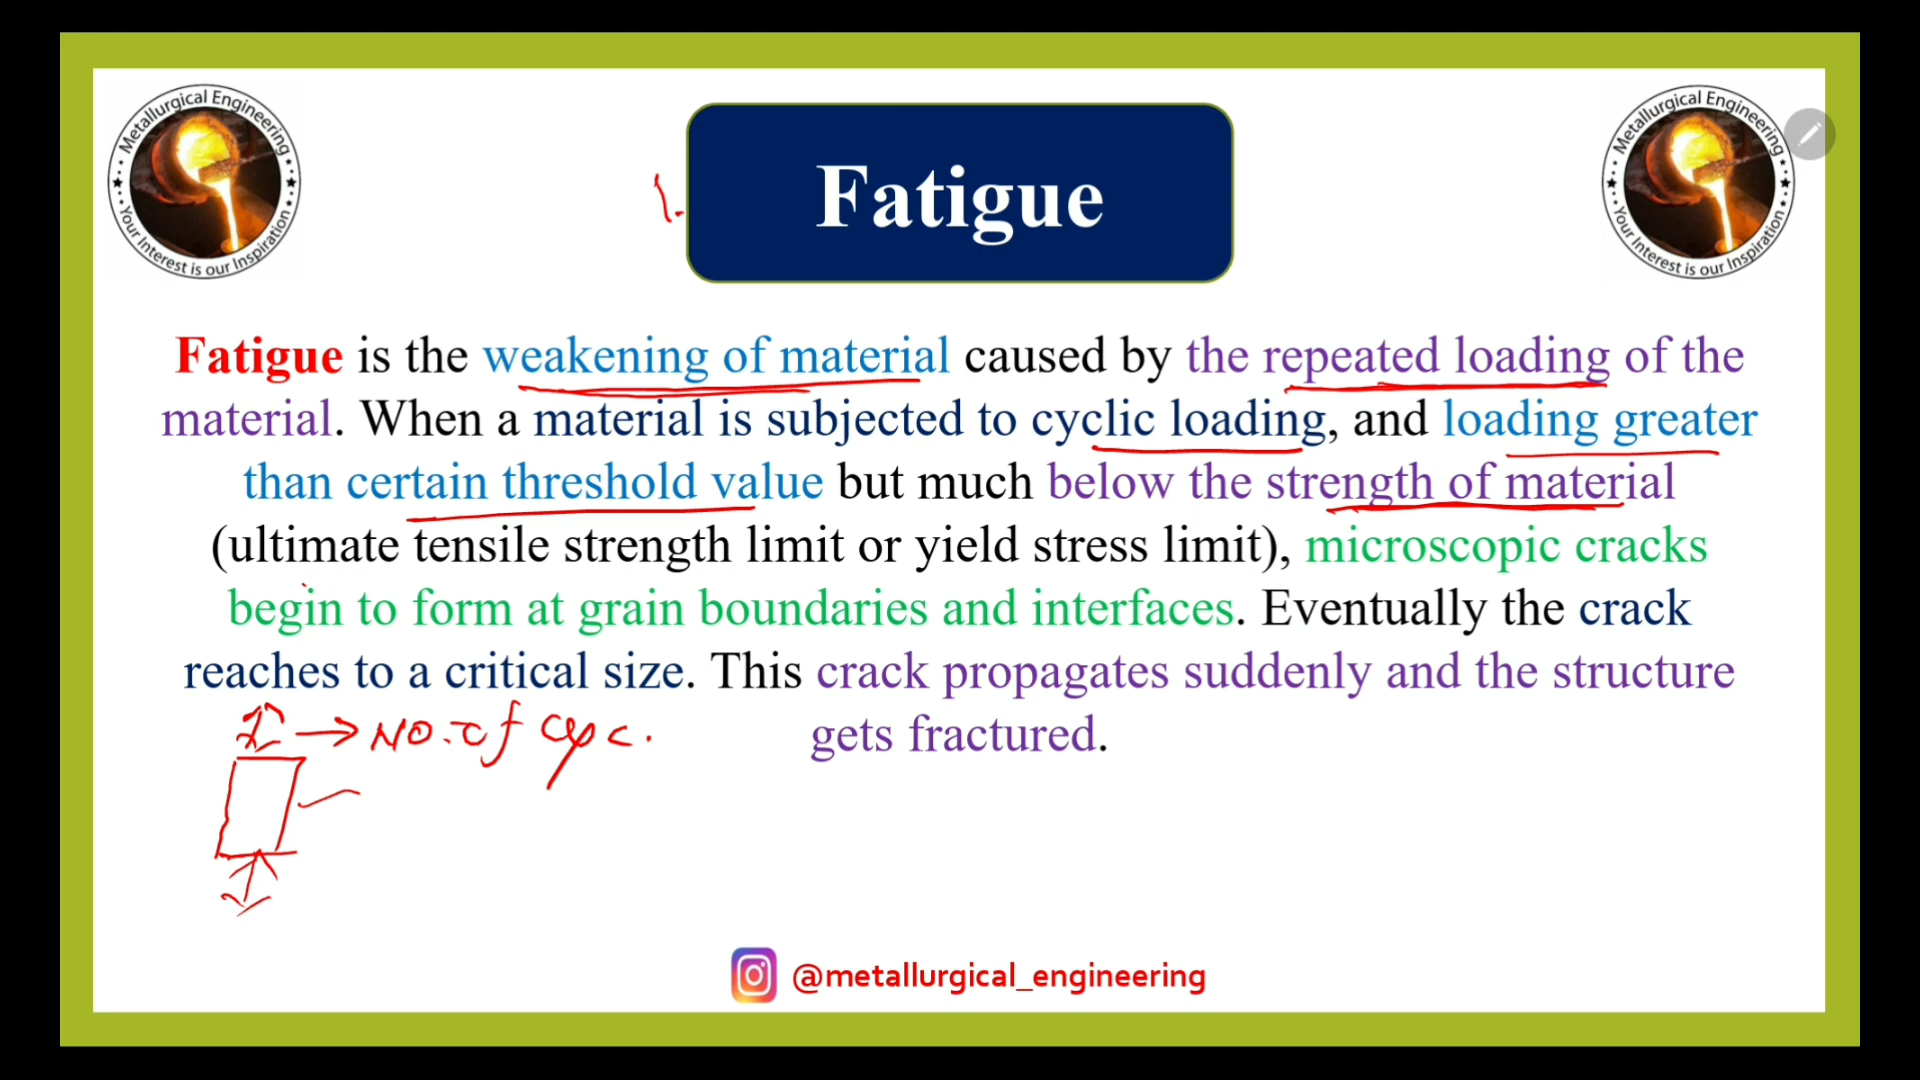 Metallurgical Engineering
Your Interest is our Inspiration
1.
Fatigue
Metallurgical Engineering
Your Interest is our Inspiration
Fatigue is the weakening of material caused by the repeated loading of the
material. When a material is subjected to cyclic loading, and loading greater
than certain threshold value but much below the strength of material
(ultimate tensile strength limit or yield stress limit), microscopic cracks
begin to form at grain boundaries and interfaces. Eventually the crack
reaches to a critical size. This crack propagates suddenly and the structure
gets fractured.
→ NO. of cyc.
@metallurgical_engineering